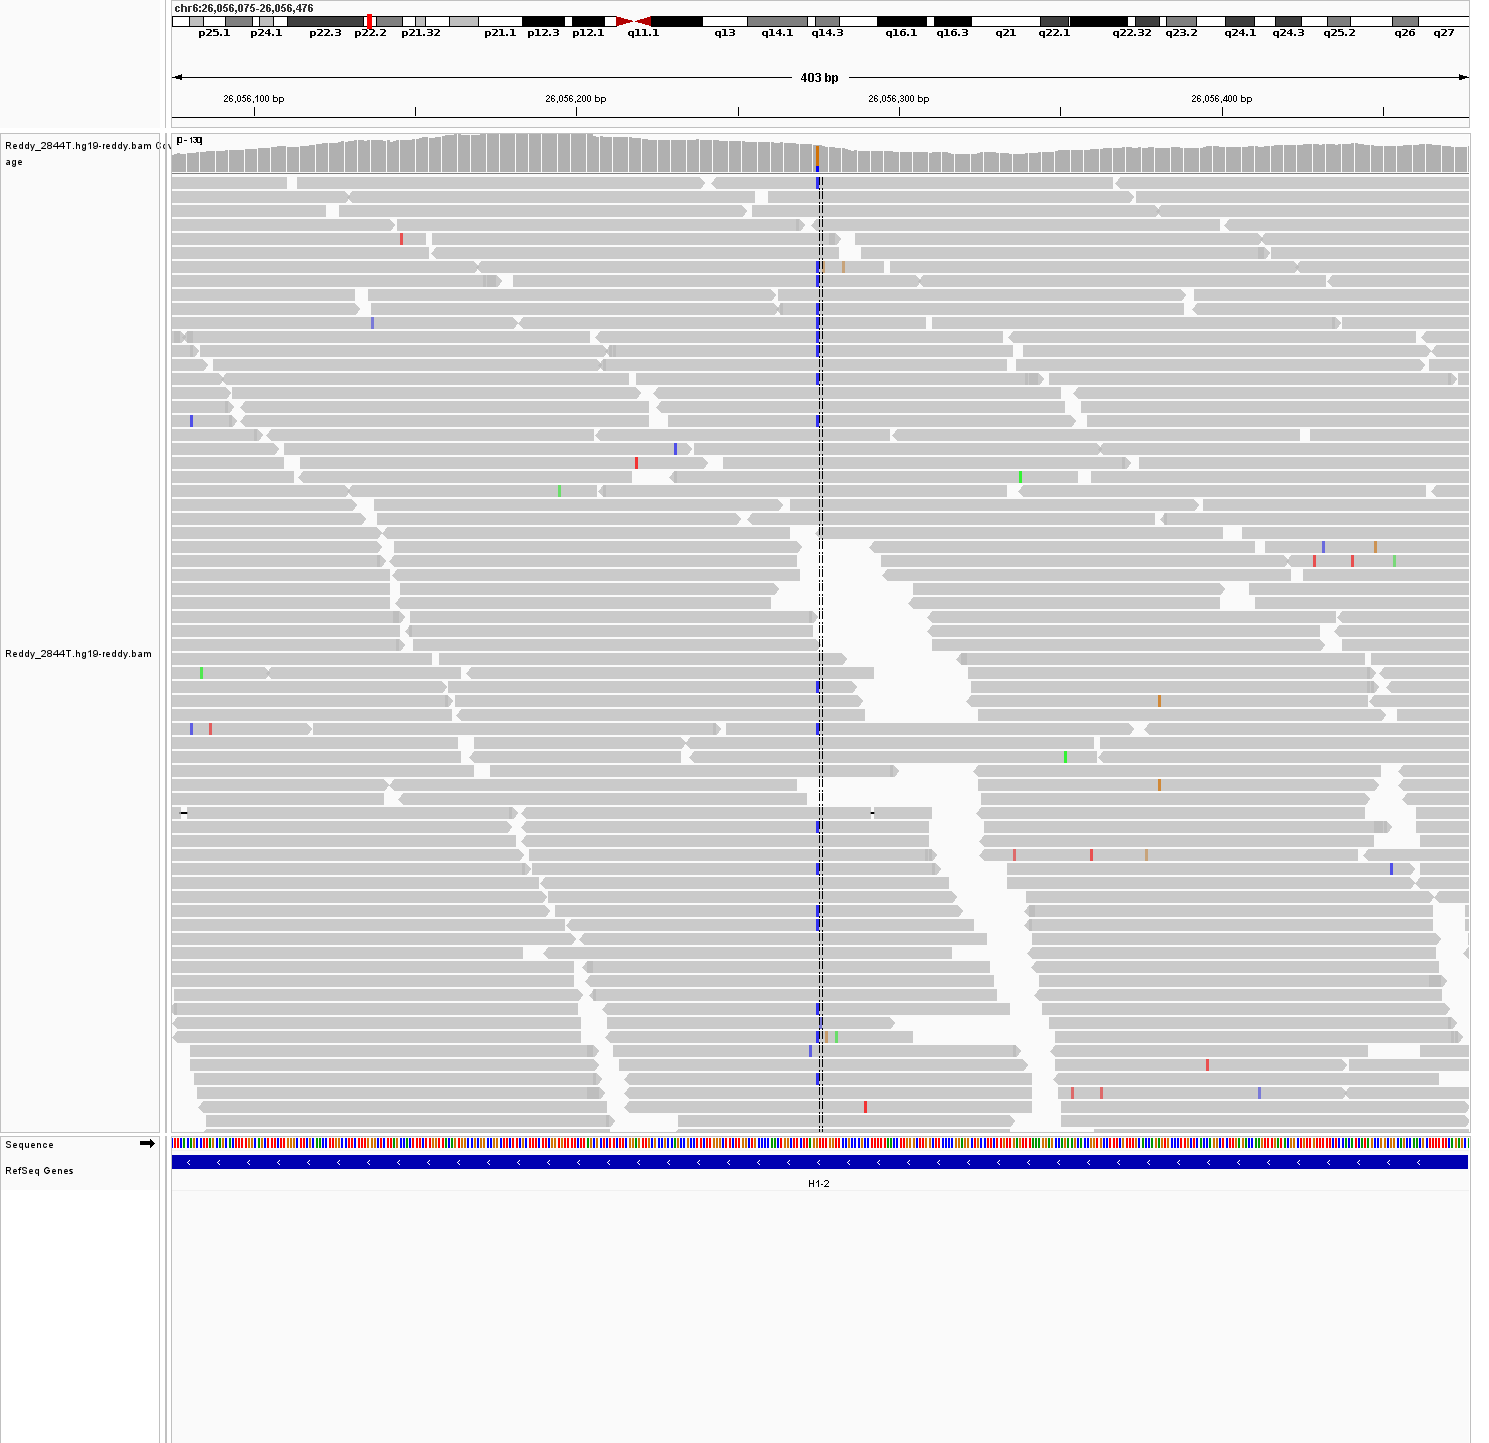 chr6:26,056,075-26,056,476
p25.1 p24.1 p22.3 p22.2 p21.32 p21.1 p12.3 p12.1 q11.1 q13 q14.1 q14.3 q16.1 q16.3 q21 q22.1 q22.32 q23.2 q24.1 q24.3 q25.2 q26 q27
403 bp
26,056,100 bp 26,056,200 bp 26,056,300 bp 26,056,400 bp
[0 - 130]
Reddy_2844T.hg19-reddy.bam Cov
age
Reddy_2844T.hg19-reddy.bam
Sequence
RefSeq Genes
H1-2